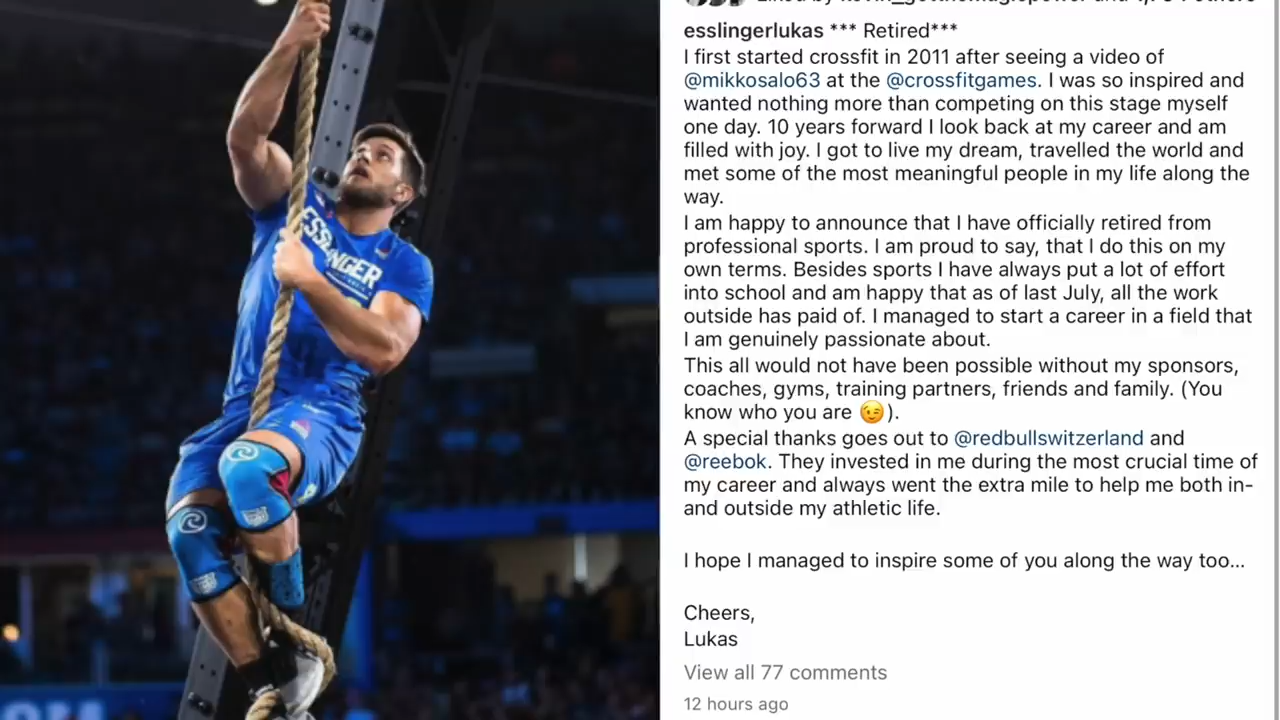 esslingerlukas *** Retired***
I first started crossfit in 2011 after seeing a video of
@mikkosalo63 at the @crossfitgames. I was so inspired and
wanted nothing more than competing on this stage myself
one day. 10 years forward I look back at my career and am
filled with joy. I got to live my dream, travelled the world and
met some of the most meaningful people in my life along the
way.
I am happy to announce that I have officially retired from
professional sports. I am proud to say, that I do this on my
own terms. Besides sports I have always put a lot of effort
into school and am happy that as of last July, all the work
outside has paid of. I managed to start a career in a field that
I am genuinely passionate about.
This all would not have been possible without my sponsors,
coaches, gyms, training partners, friends and family. (You
know who you are 😉).
A special thanks goes out to @redbullswitzerland and
@reebok. They invested in me during the most crucial time of
my career and always went the extra mile to help me both in-
and outside my athletic life.
I hope I managed to inspire some of you along the way too...
Cheers,
Lukas
View all 77 comments
12 hours ago